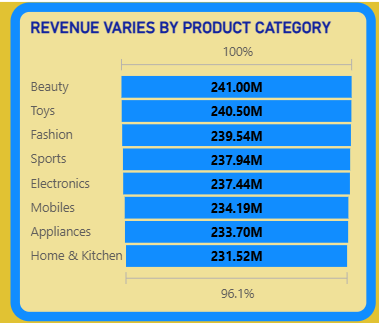 REVENUE VARIES BY PRODUCT CATEGORY
100%
Beauty 241.00M
Toys 240.50M
Fashion 239.54M
Sports 237.94M
Electronics 237.44M
Mobiles 234.19M
Appliances 233.70M
Home & Kitchen 231.52M
96.1%